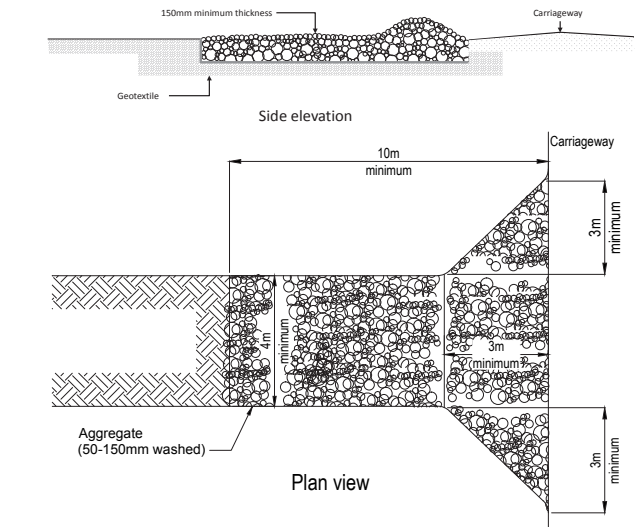 150mm minimum thickness
Carriageway
Geotextile
Side elevation
10m
minimum
Carriageway
3m
minimum
4m
minimum
3m
(minimum)
Aggregate
(50-150mm washed)
3m
minimum
Plan view